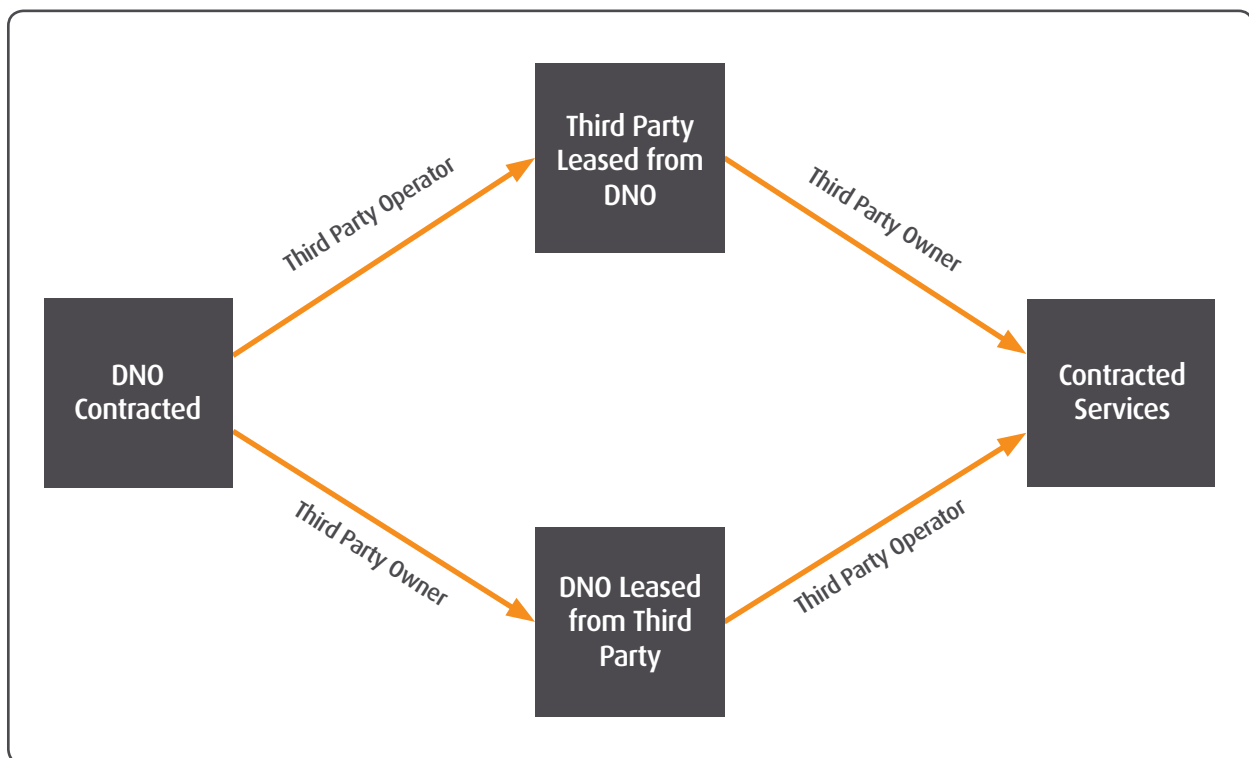 Third Party
Leased from
DNO
Third Party Operator
Third Party Owner
DNO
Contracted
Contracted
Services
Third Party Owner
Third Party Operator
DNO Leased
from Third
Party